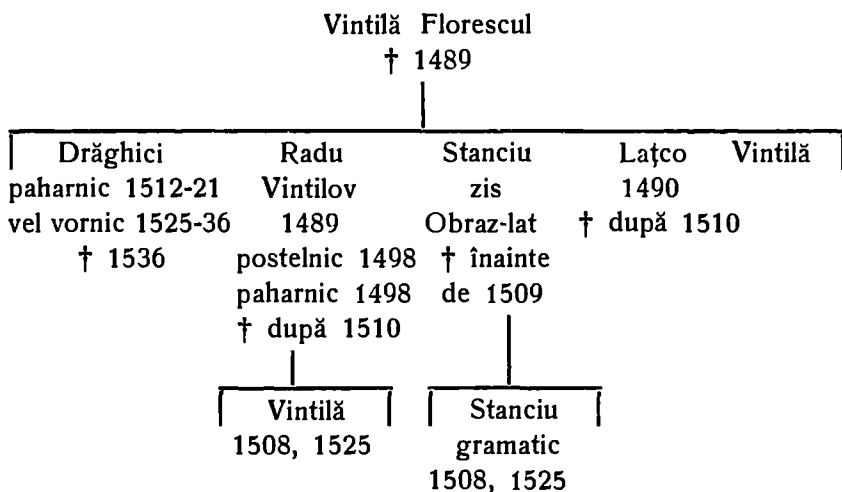 Vintilă Florescul
† 1489
Drăghici Radu Stanciu Laţco Vintilă
paharnic 1512-21 Vintilov zis 1490
vel vornic 1525-36 1489 Obraz-lat † după 1510
† 1536 postelnic 1498 † înainte
paharnic 1498 de 1509
† după 1510
Vintilă Stanciu
1508, 1525 gramatic
1508, 1525